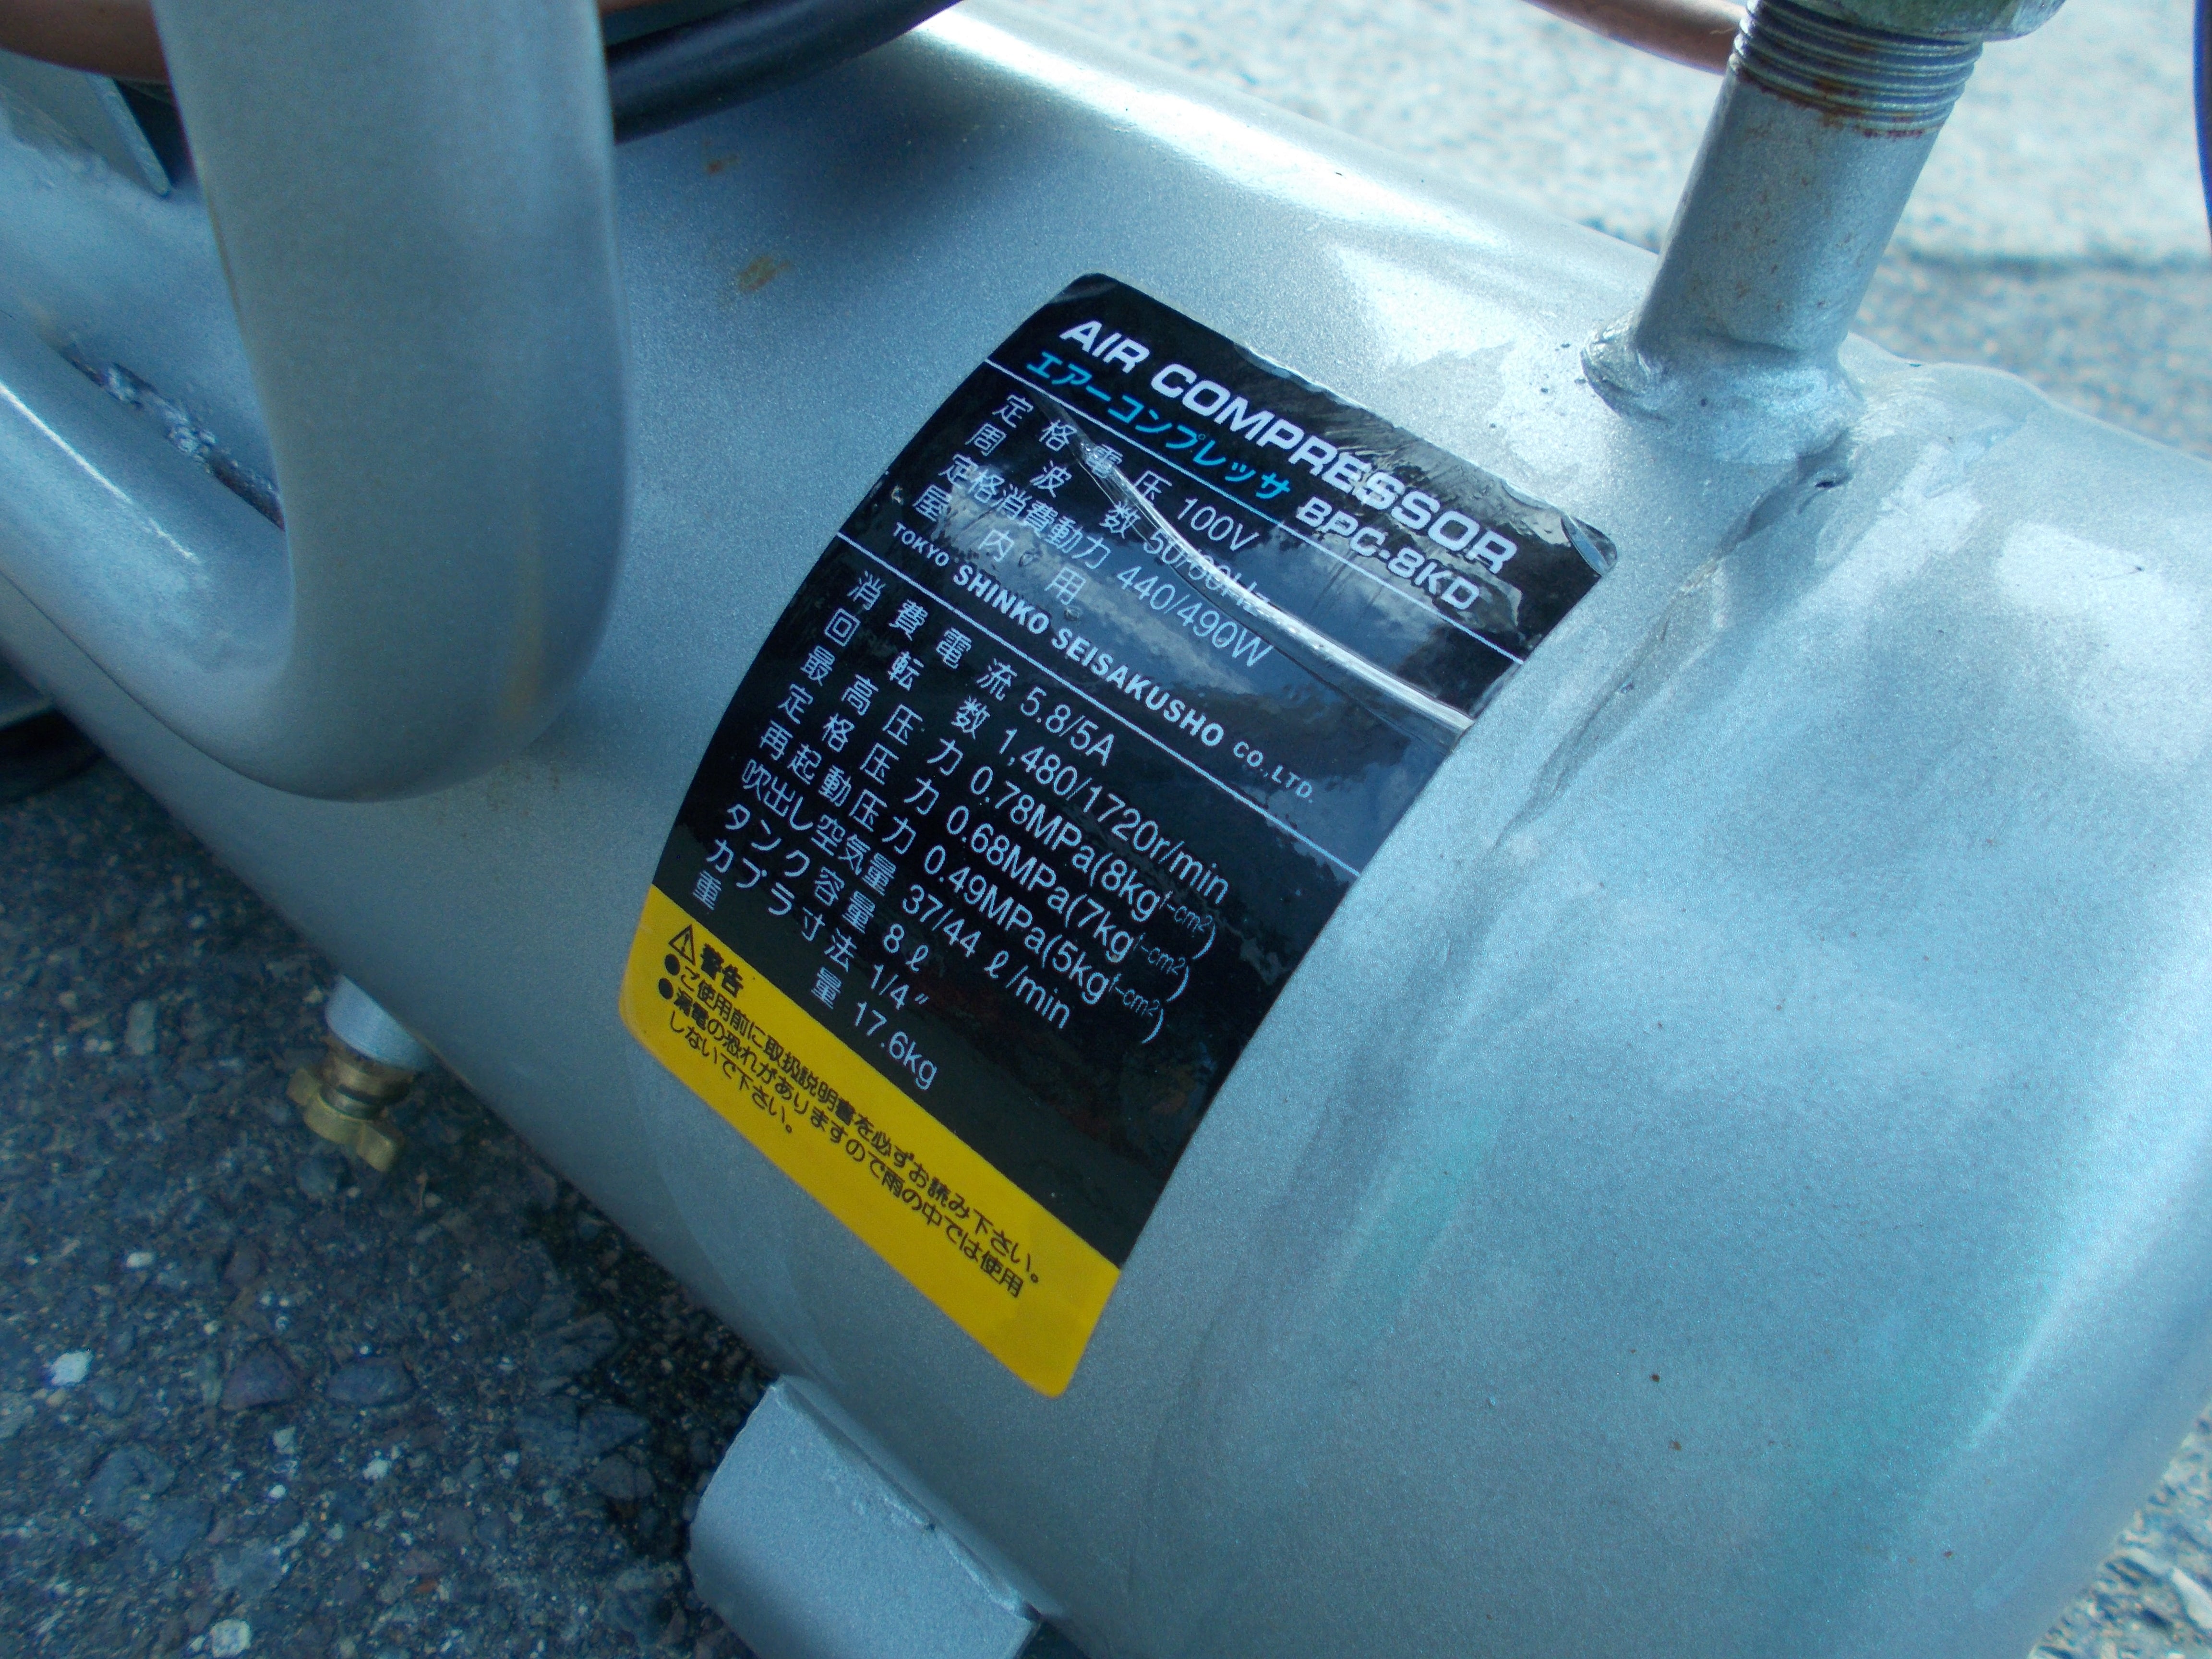 AIR COMPRESSOR
エアーコンプレッサ BPC-8KD
定格電圧 100V
周波数 50/60Hz
定格消費動力 440/490W
屋内用
TOKYO SHINKO SEISAKUSHO CO.,LTD.
消費電流 5.8/5A
回転数 1,480/1720r/min
最高圧力 0.78MPa(8kgf-cm²)
定格圧力 0.68MPa(7kgf-cm²)
再起動圧力 0.49MPa(5kgf-cm²)
吹出し空気量 37/44 ℓ/min
タンク容量 8 ℓ
カプラ寸法 1/4″
重量 17.6kg
⚠警告
●ご使用前に取扱説明書を必ずお読み下さい。
●漏電の恐れがありますので雨の中では使用
しないで下さい。